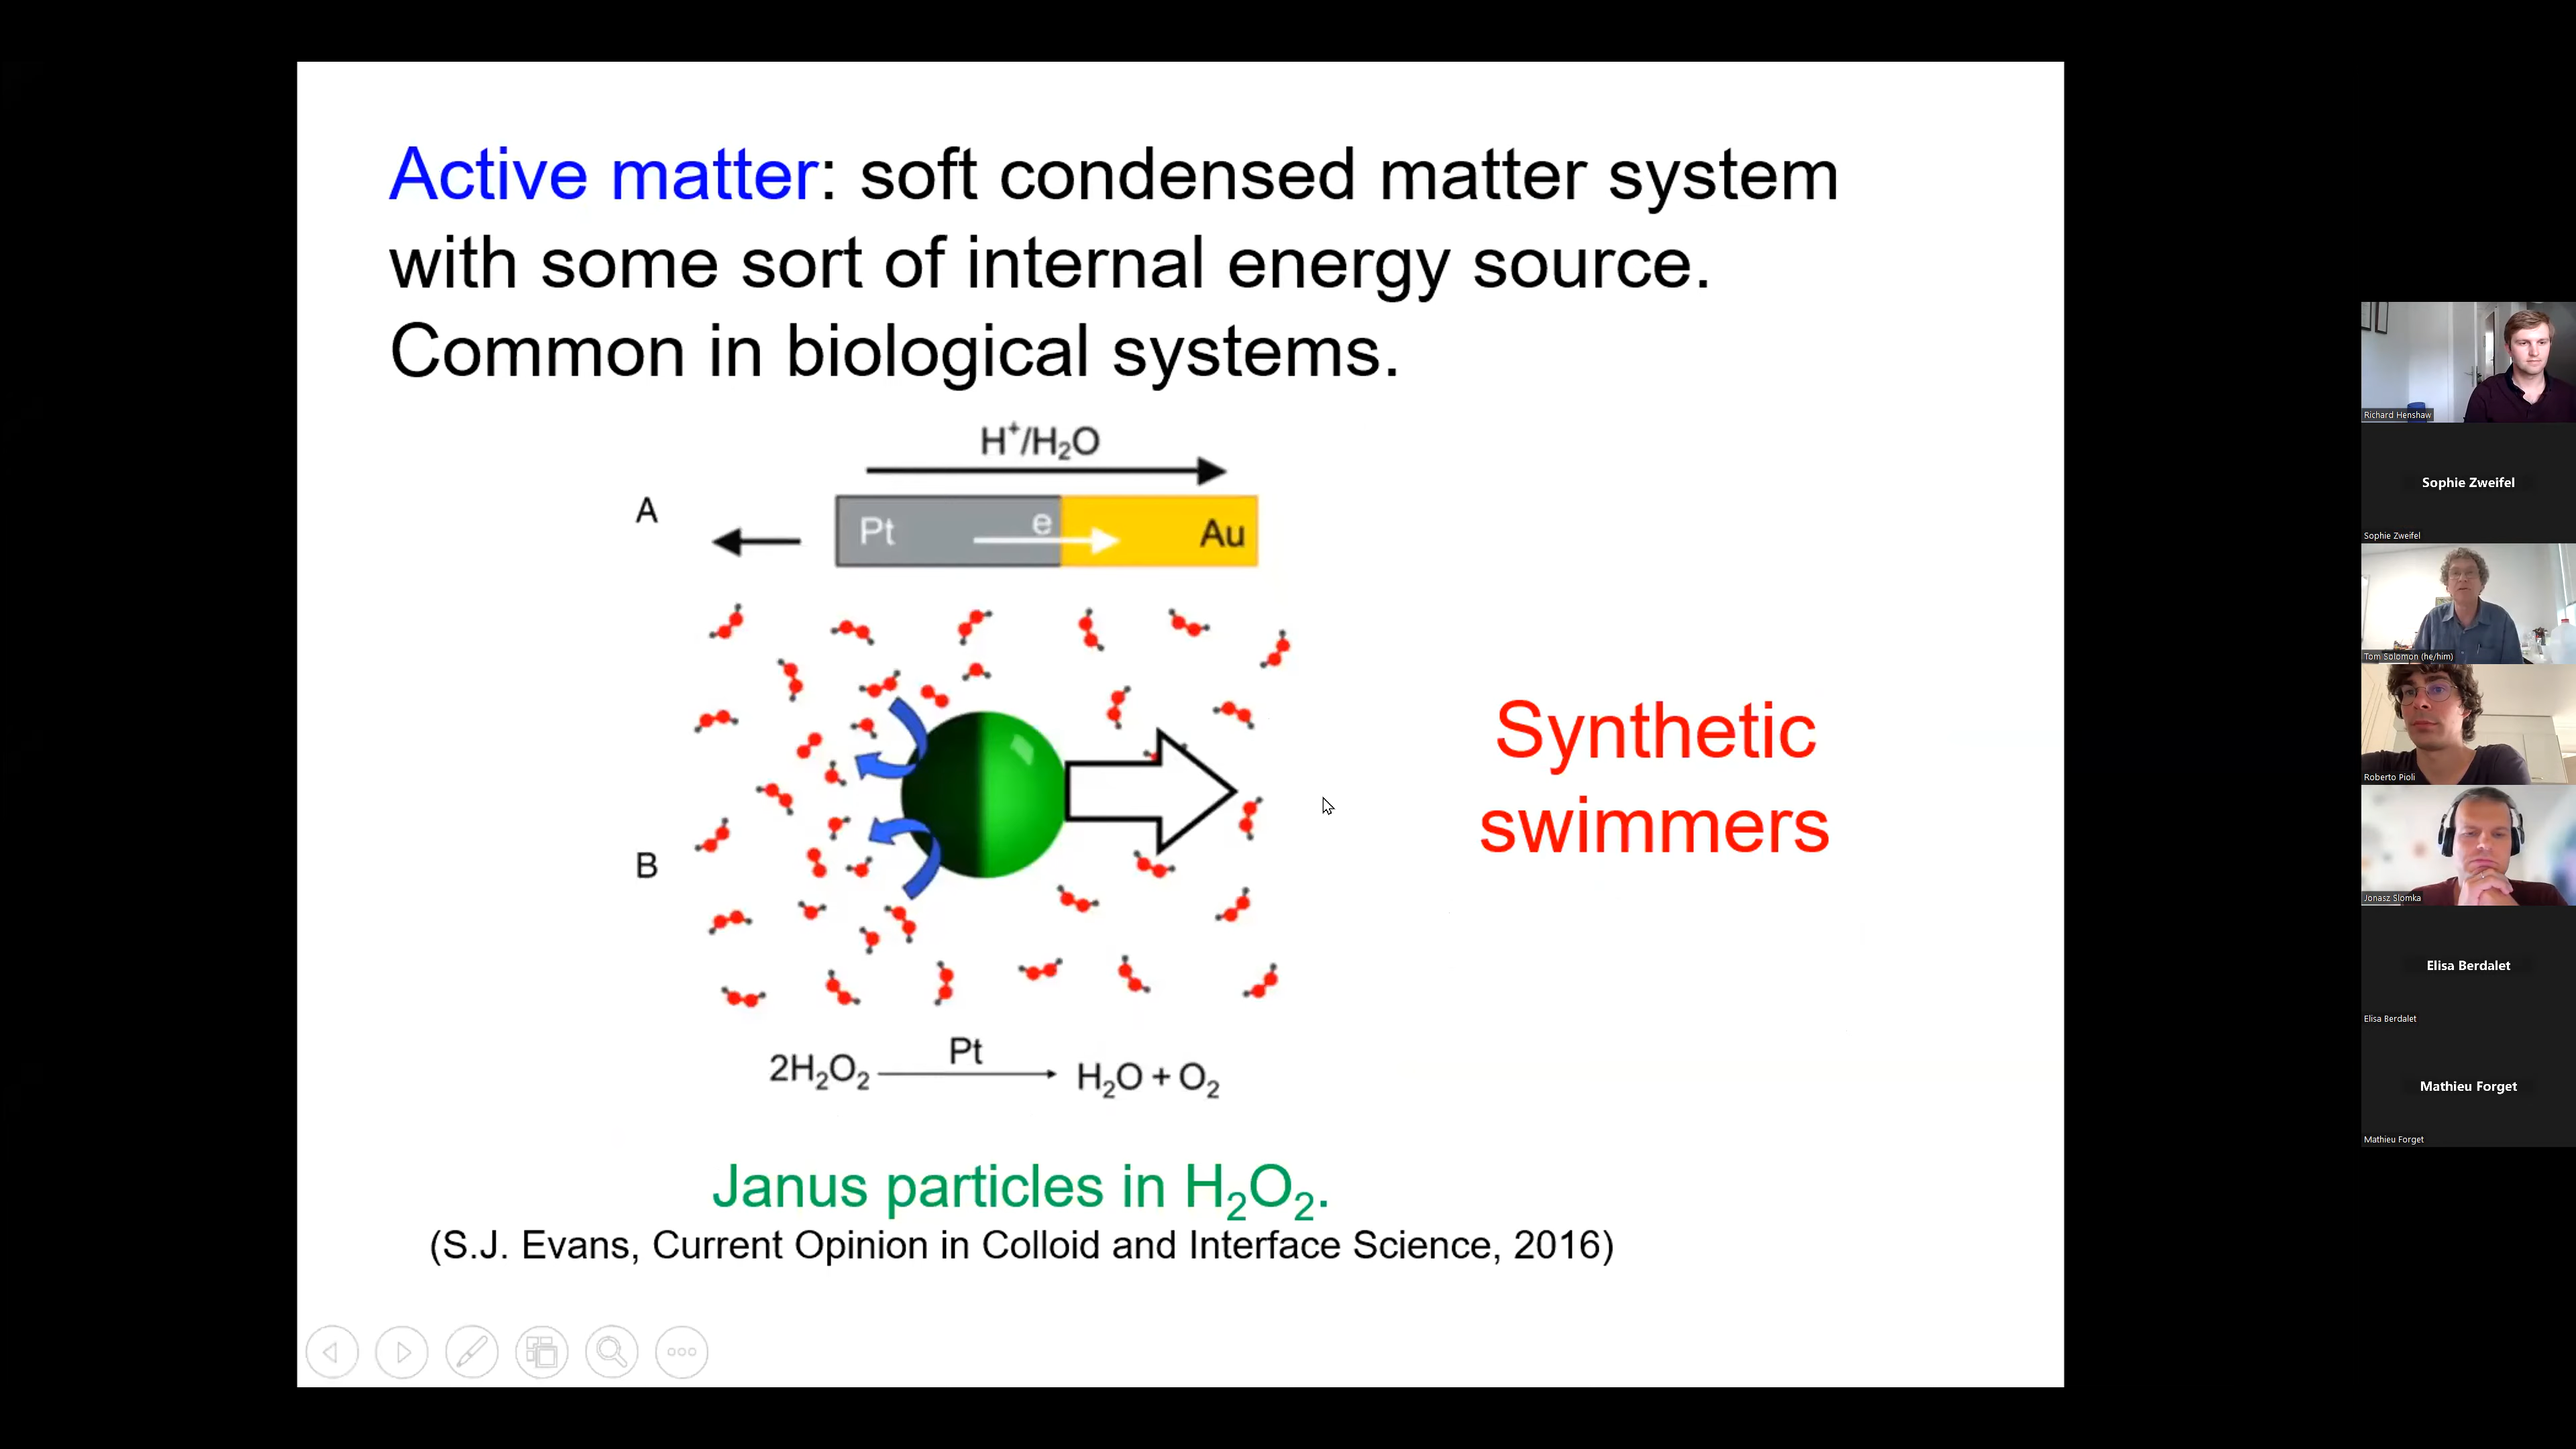 Active matter: soft condensed matter system
with some sort of internal energy source.
Common in biological systems.
H⁺/H₂O
A
Pt
e
Au
B
Synthetic
swimmers
2H₂O₂ Pt H₂O + O₂
Janus particles in H₂O₂.
(S.J. Evans, Current Opinion in Colloid and Interface Science, 2016)
Richard Henshaw
Sophie Zweifel
Sophie Zweifel
Tom Solomon (he/him)
Roberto Pioli
Jonasz Slomka
Elisa Berdalet
Elisa Berdalet
Mathieu Forget
Mathieu Forget